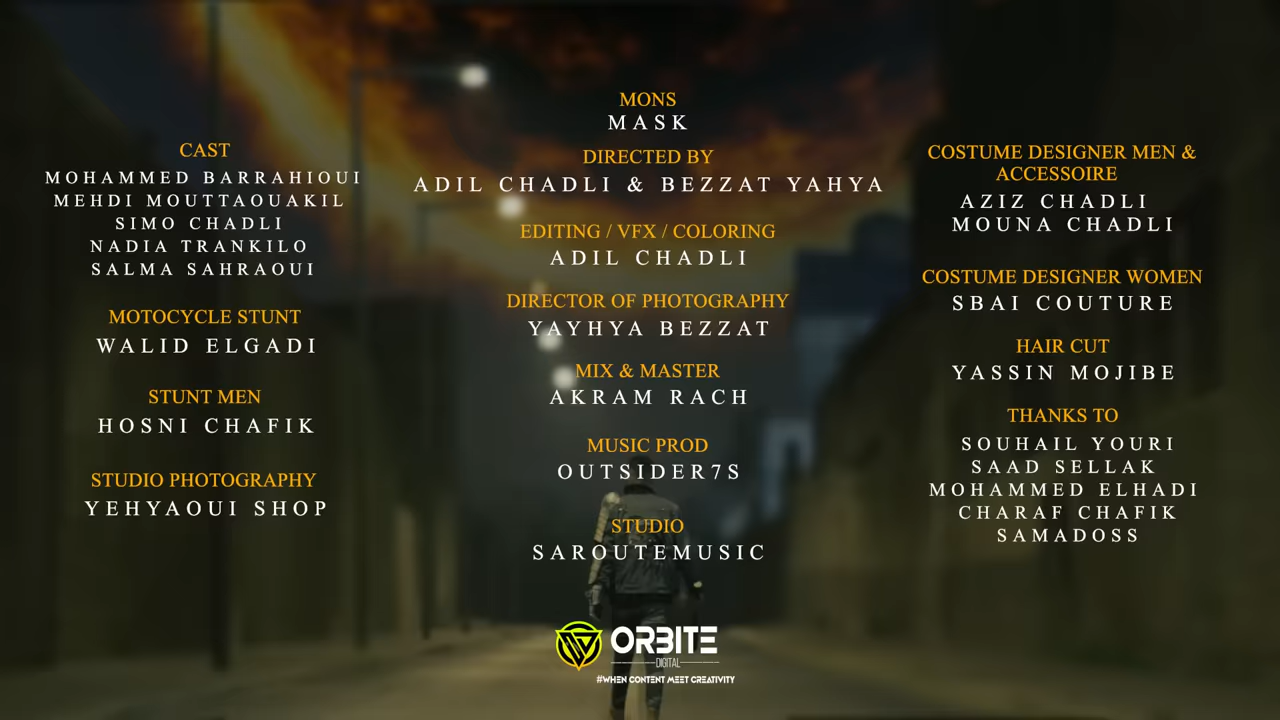 CAST
MOHAMMED BARRAHIOUI
MEHDI MOUTTAOUAKIL
SIMO CHADLI
NADIA TRANKILO
SALMA SAHRAOUI
MOTOCYCLE STUNT
WALID ELGADI
STUNT MEN
HOSNI CHAFIK
STUDIO PHOTOGRAPHY
YEHYAOUI SHOP
MONS
MASK
DIRECTED BY
ADIL CHADLI & BEZZAT YAHYA
EDITING / VFX / COLORING
ADIL CHADLI
DIRECTOR OF PHOTOGRAPHY
YAYHYA BEZZAT
MIX & MASTER
AKRAM RACH
MUSIC PROD
OUTSIDER7S
STUDIO
SAROUTEMUSIC
COSTUME DESIGNER MEN &
ACCESSOIRE
AZIZ CHADLI
MOUNA CHADLI
COSTUME DESIGNER WOMEN
SBAI COUTURE
HAIR CUT
YASSIN MOJIBE
THANKS TO
SOUHAIL YOURI
SAAD SELLAK
MOHAMMED ELHADI
CHARAF CHAFIK
SAMADOSS
ORBITE
DIGITAL
#WHEN CONTENT MEET CREATIVITY